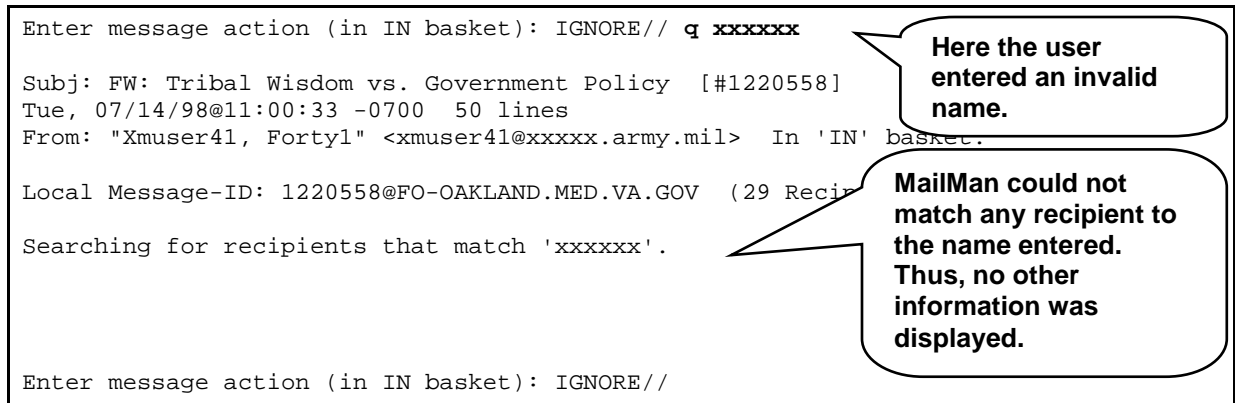 Enter message action (in IN basket): IGNORE// q xxxxxx
Here the user
entered an invalid
name.
Subj: FW: Tribal Wisdom vs. Government Policy [#1220558]
Tue, 07/14/98@11:00:33 -0700 50 lines
From: "Xmuser41, Forty1" <xmuser41@xxxxx.army.mil> In 'IN' basket.
Local Message-ID: 1220558@FO-OAKLAND.MED.VA.GOV (29 Recip
MailMan could not
match any recipient to
the name entered.
Thus, no other
information was
displayed.
Searching for recipients that match 'xxxxxx'.
Enter message action (in IN basket): IGNORE//